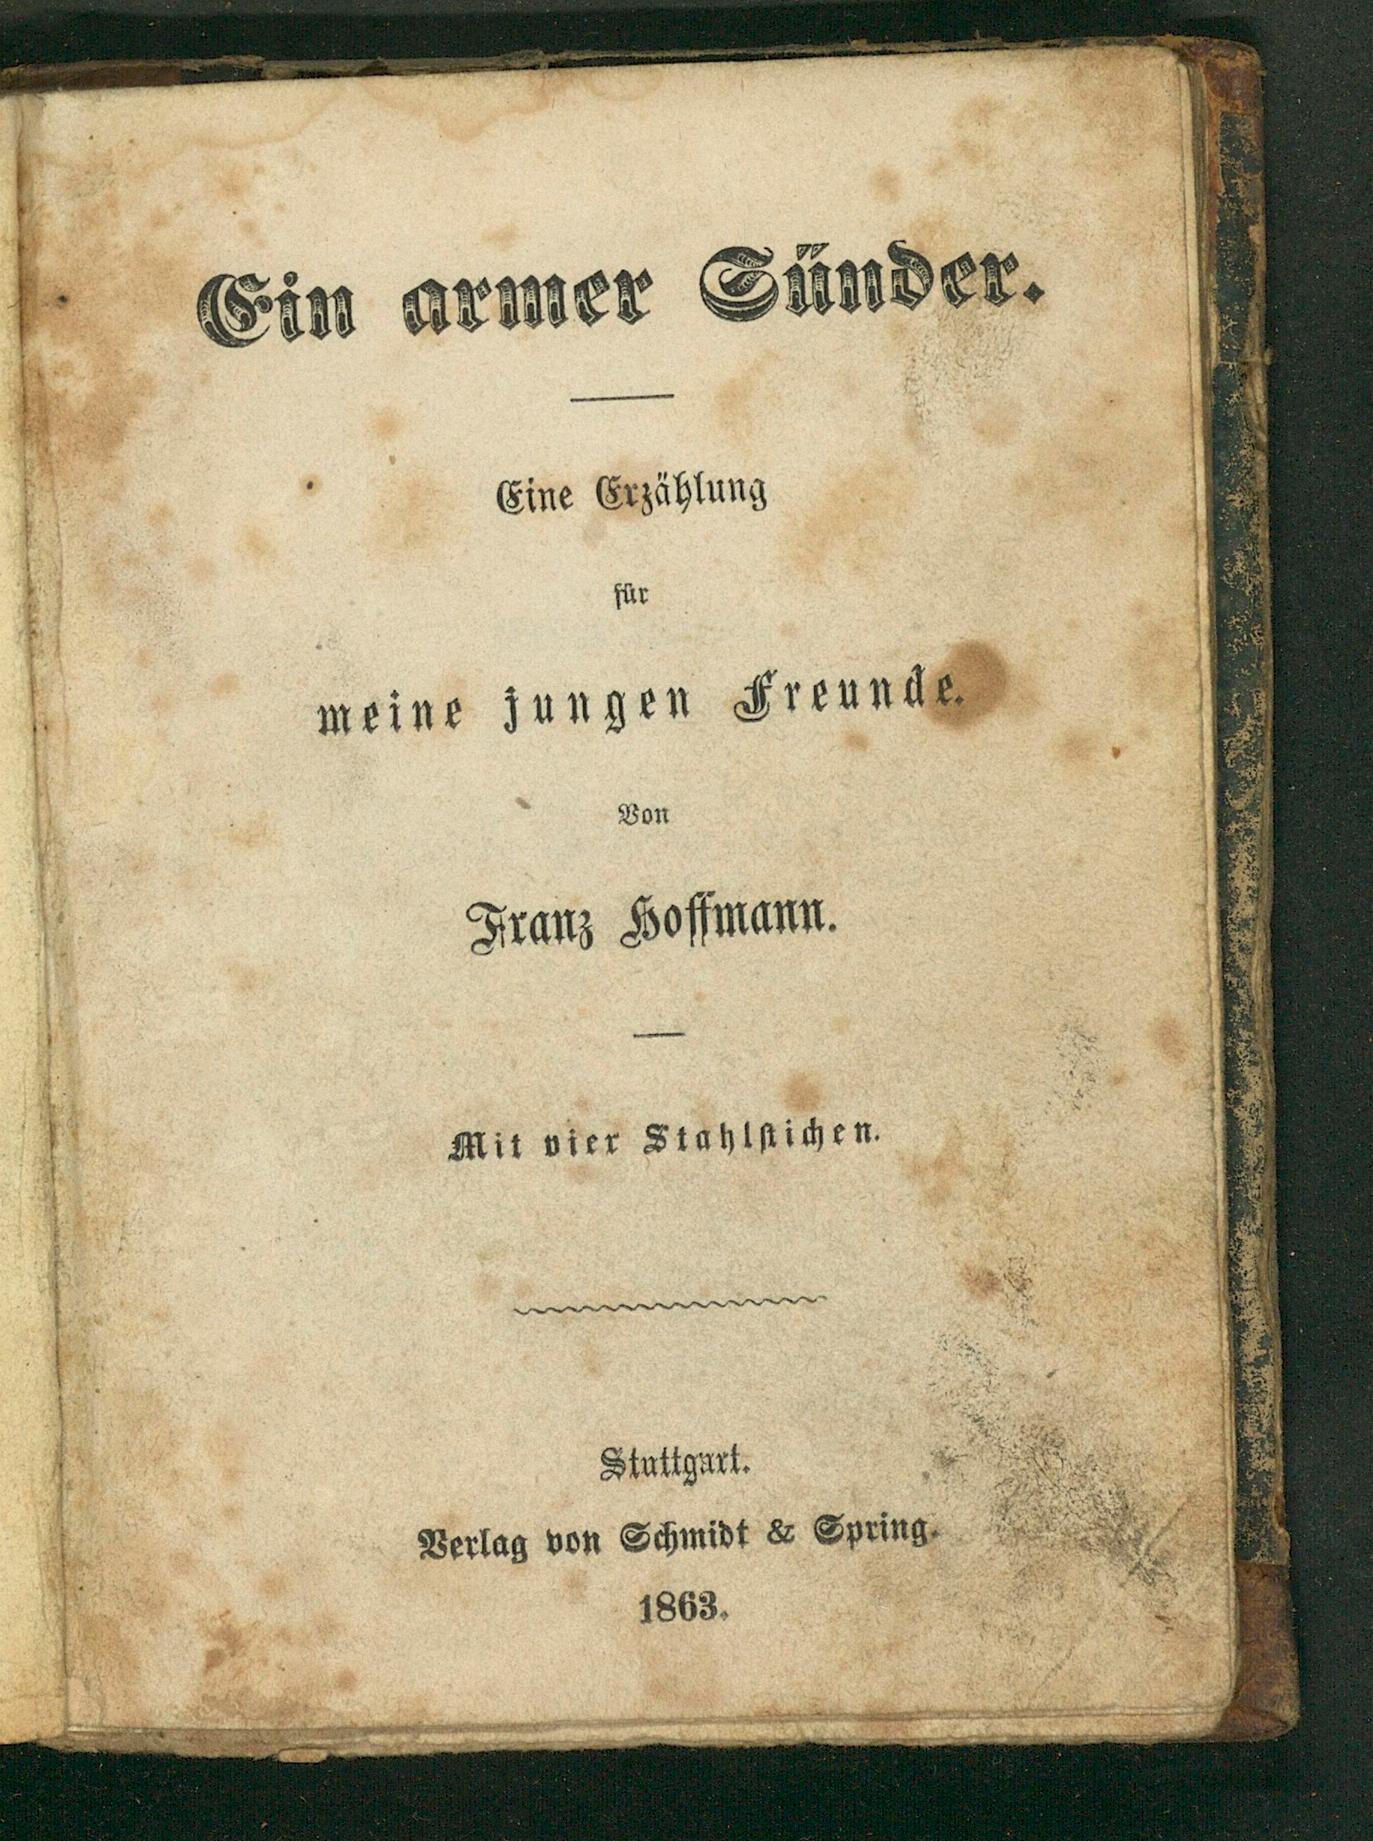 Ein armer Sünder.
Eine Erzählung
für
meine jungen Freunde.
Von
Franz Hoffmann.
Mit vier Stahlstichen.
Stuttgart.
Verlag von Schmidt & Spring.
1863.